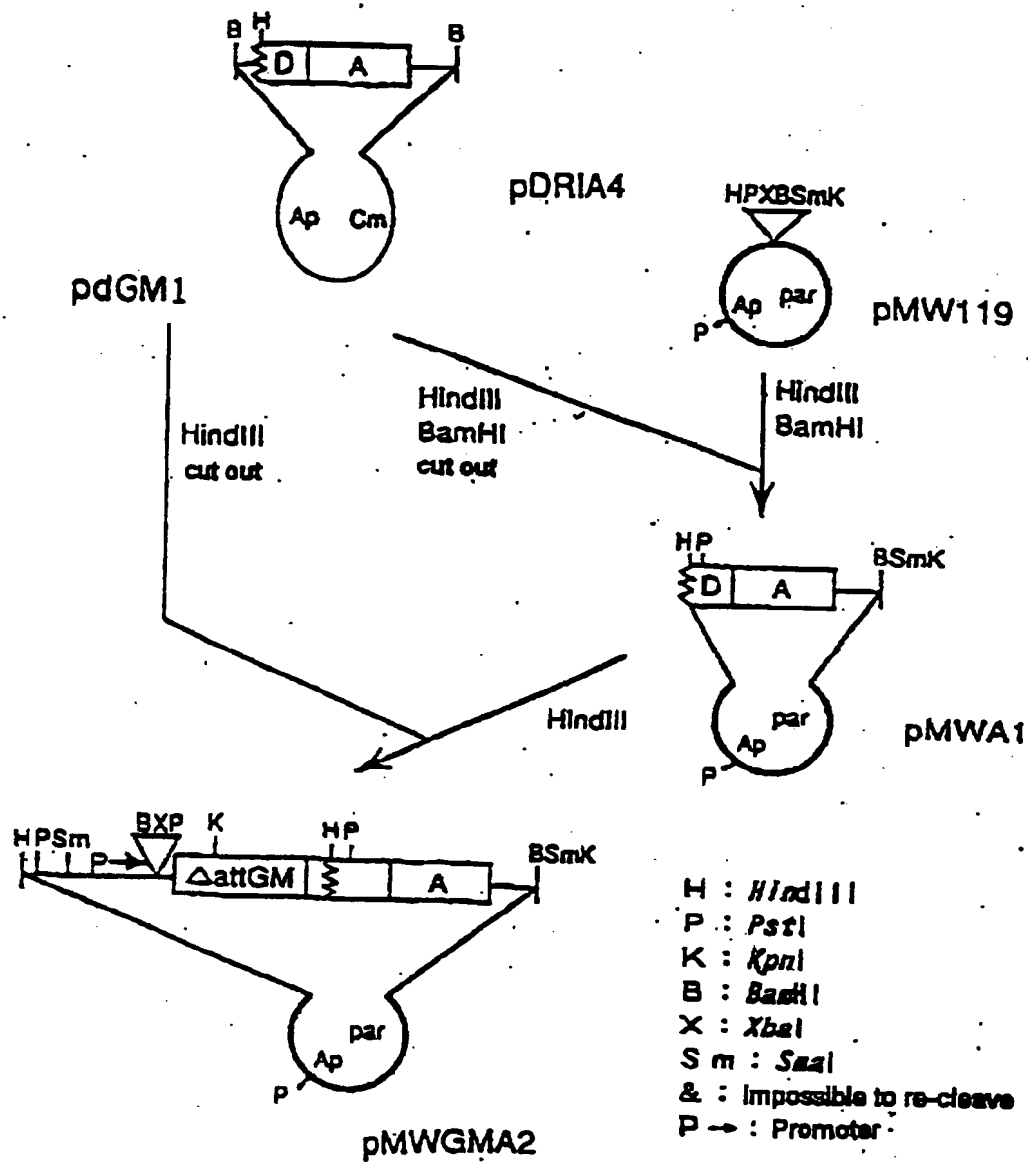 B H B
D A
Ap Cm
pDRIA4
HPXBSmK
pdGM1
Ap par
P
pMW119
HindIII
cut out
HindIII
BamHI
cut out
HindIII
BamHI
H P BSmK
D A
par
Ap
P
pMWA1
HindIII
H P Sm P BXP K H P BSmK
ΔattGM A
par
Ap
P
pMWGMA2
H : HindIII
P : PstI
K : KpnI
B : BamHI
X : XbaI
Sm : SmaI
& : Impossible to re-cleave
P → : Promoter